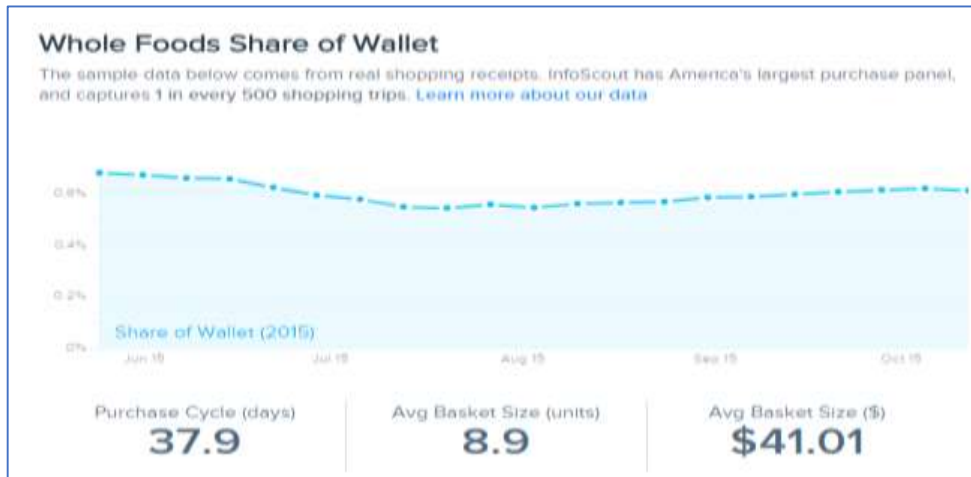 Whole Foods Share of Wallet
The sample data below comes from real shopping receipts. InfoScout has America's largest purchase panel,
and captures 1 in every 500 shopping trips. Learn more about our data
0.6%
0.4%
0.2%
0%
Share of Wallet (2015)
Jun 15
Jul 15
Aug 15
Sep 15
Oct 15
Purchase Cycle (days)
Avg Basket Size (units)
Avg Basket Size ($)
37.9
8.9
$41.01